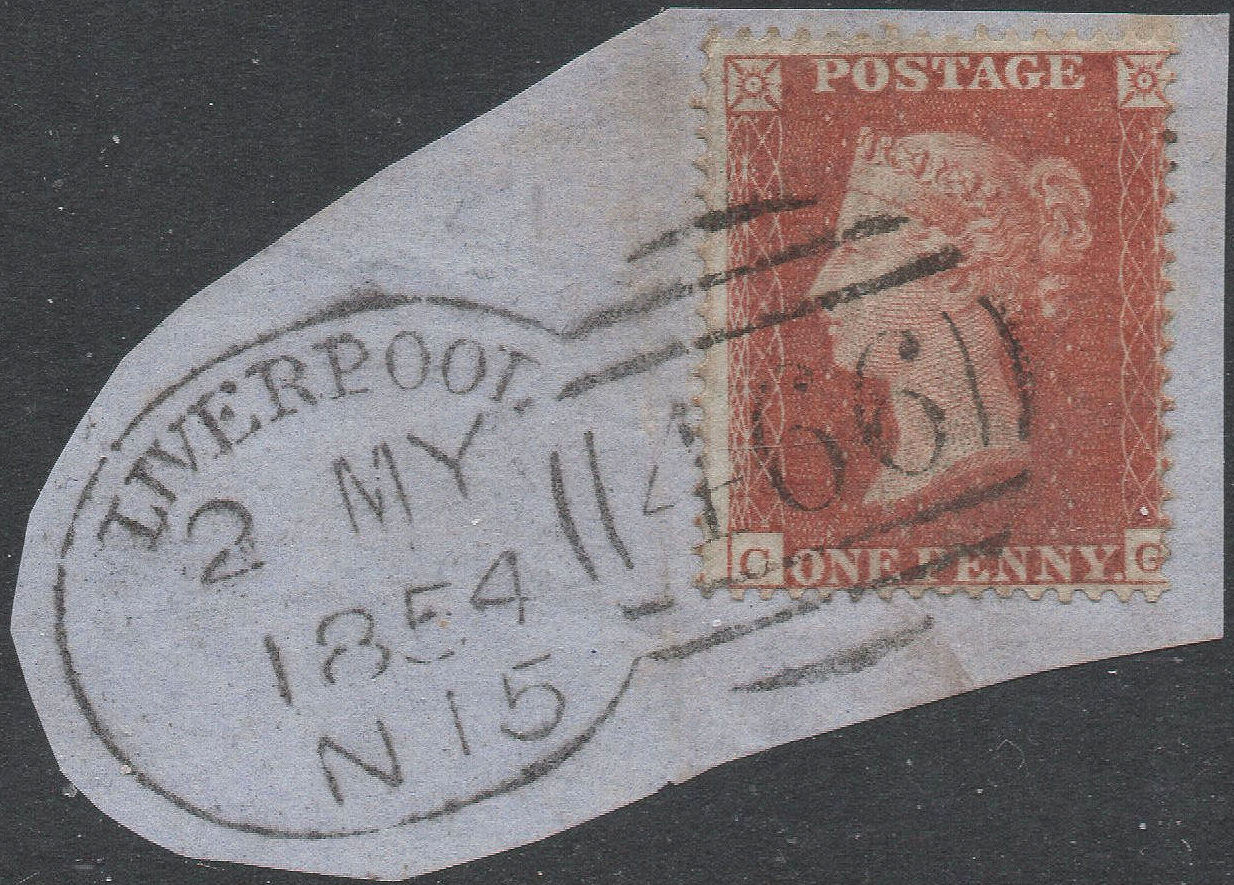 POSTAGE
LIVERPOOL
2 MY
1854
N 15
466
C ONE PENNY. G